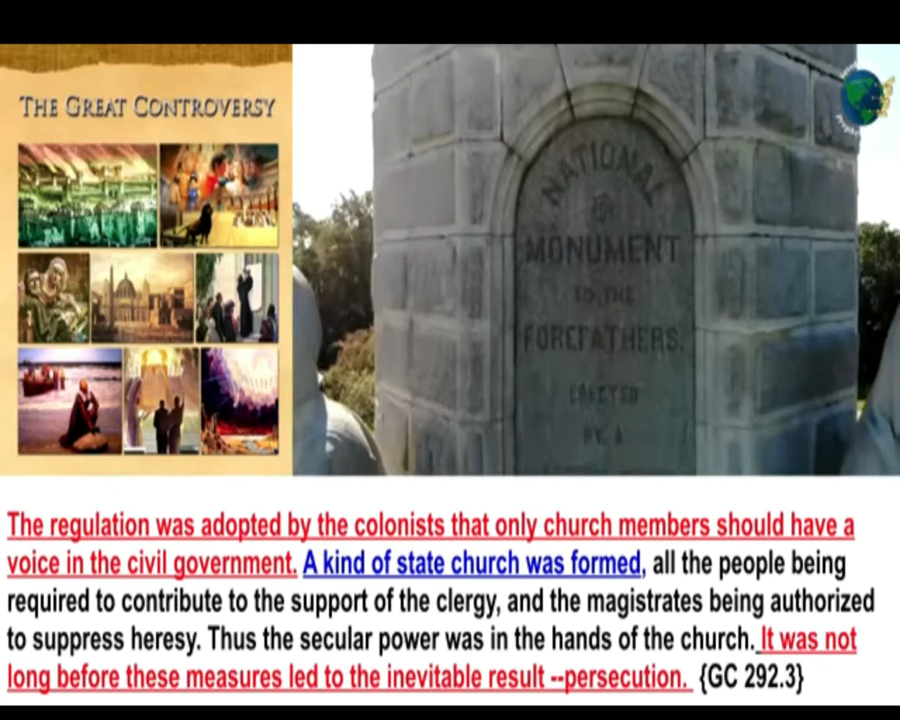 THE GREAT CONTROVERSY
NATIONAL
MONUMENT
TO THE
FOREFATHERS.
ERECTED
BY A
The regulation was adopted by the colonists that only church members should have a
voice in the civil government. A kind of state church was formed, all the people being
required to contribute to the support of the clergy, and the magistrates being authorized
to suppress heresy. Thus the secular power was in the hands of the church. It was not
long before these measures led to the inevitable result --persecution. {GC 292.3}